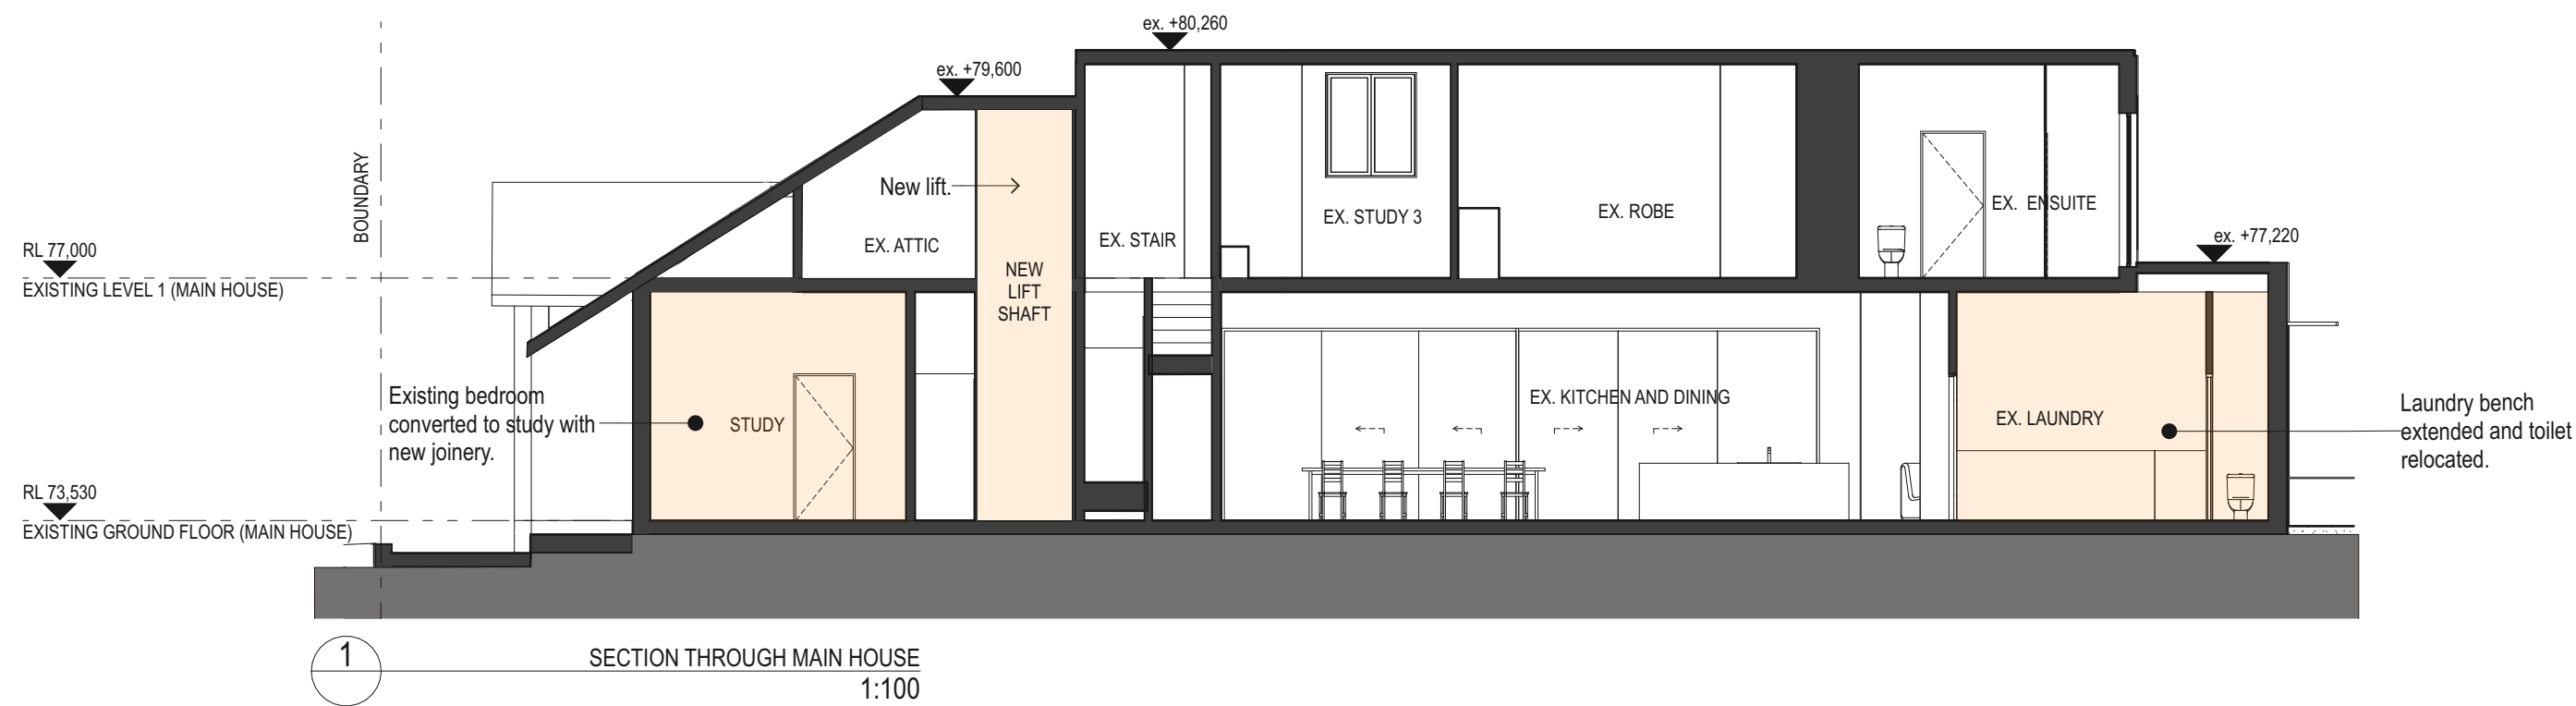 ex. +80,260
ex. +79,600
BOUNDARY
New lift.
EX. ATTIC
EX. STAIR
EX. STUDY 3
EX. ROBE
EX. ENSUITE
ex. +77,220
RL 77,000
EXISTING LEVEL 1 (MAIN HOUSE)
NEW
LIFT
SHAFT
Existing bedroom
converted to study with
new joinery.
STUDY
EX. KITCHEN AND DINING
EX. LAUNDRY
Laundry bench
extended and toilet
relocated.
RL 73,530
EXISTING GROUND FLOOR (MAIN HOUSE)
1
SECTION THROUGH MAIN HOUSE
1:100